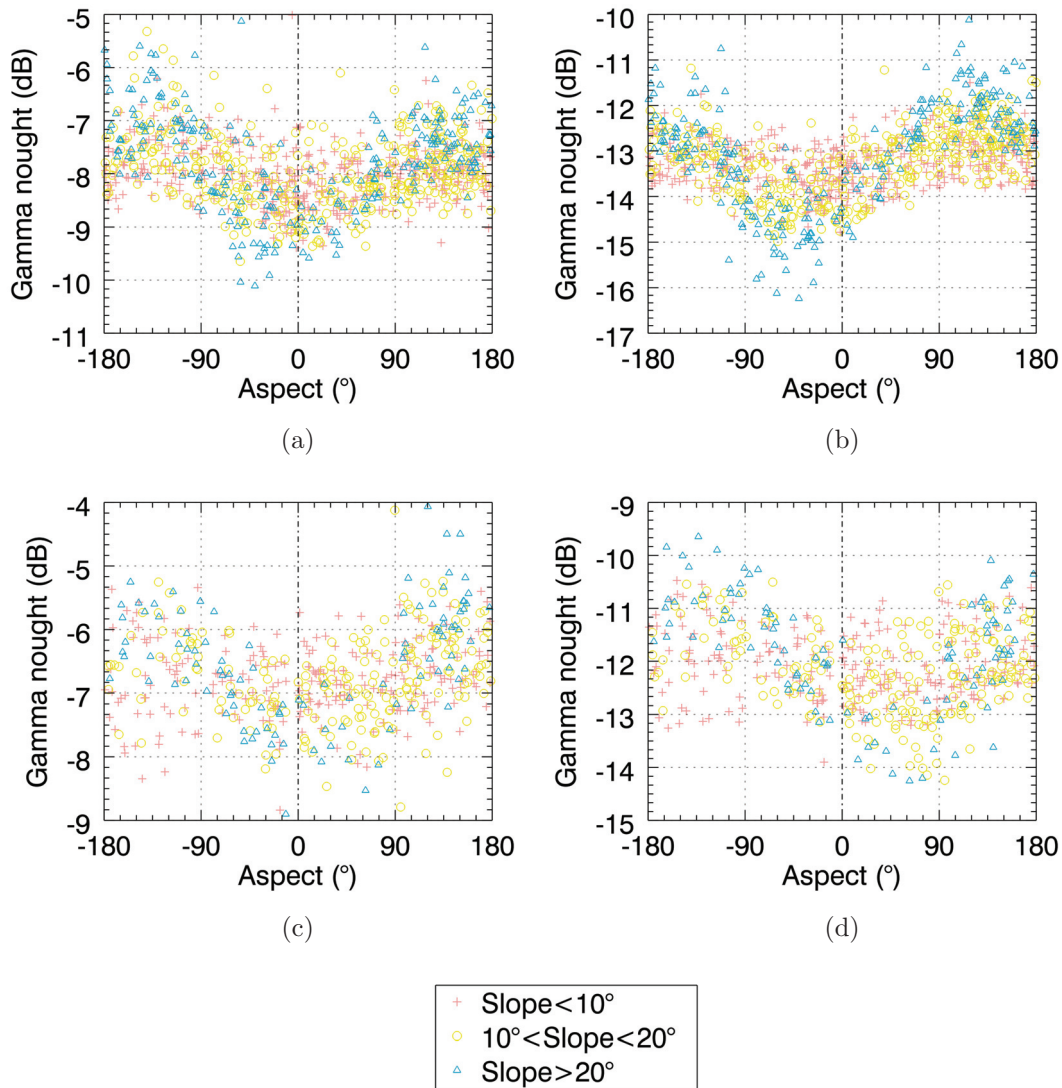 -5
-6
-7
-8
-9
-10
-11
Gamma nought (dB)
-180 -90 0 90 180
Aspect (°)
(a)
-10
-11
-12
-13
-14
-15
-16
-17
Gamma nought (dB)
-180 -90 0 90 180
Aspect (°)
(b)
-4
-5
-6
-7
-8
-9
Gamma nought (dB)
-180 -90 0 90 180
Aspect (°)
(c)
-9
-10
-11
-12
-13
-14
-15
Gamma nought (dB)
-180 -90 0 90 180
Aspect (°)
(d)
Slope<10°
10°<Slope<20°
Slope>20°